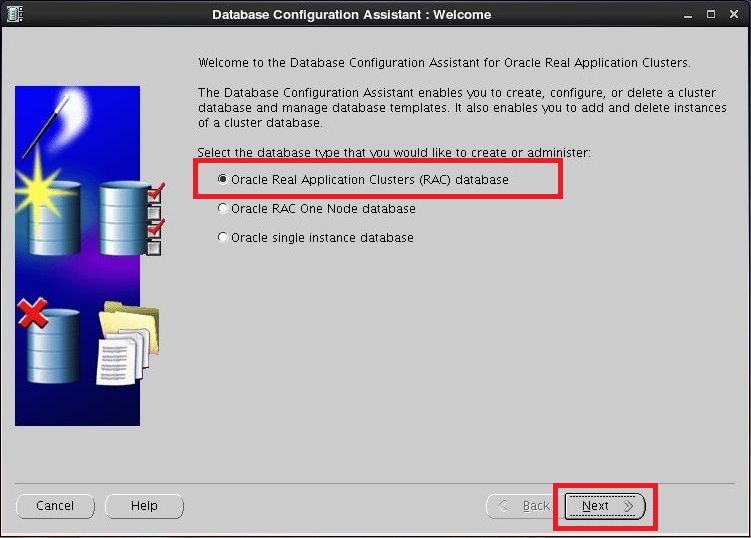 Database Configuration Assistant : Welcome
Welcome to the Database Configuration Assistant for Oracle Real Application Clusters.
The Database Configuration Assistant enables you to create, configure, or delete a cluster
database and manage database templates. It also enables you to add and delete instances
of a cluster database.
Select the database type that you would like to create or administer:
Oracle Real Application Clusters (RAC) database
Oracle RAC One Node database
Oracle single instance database
Cancel
Help
Back
Next